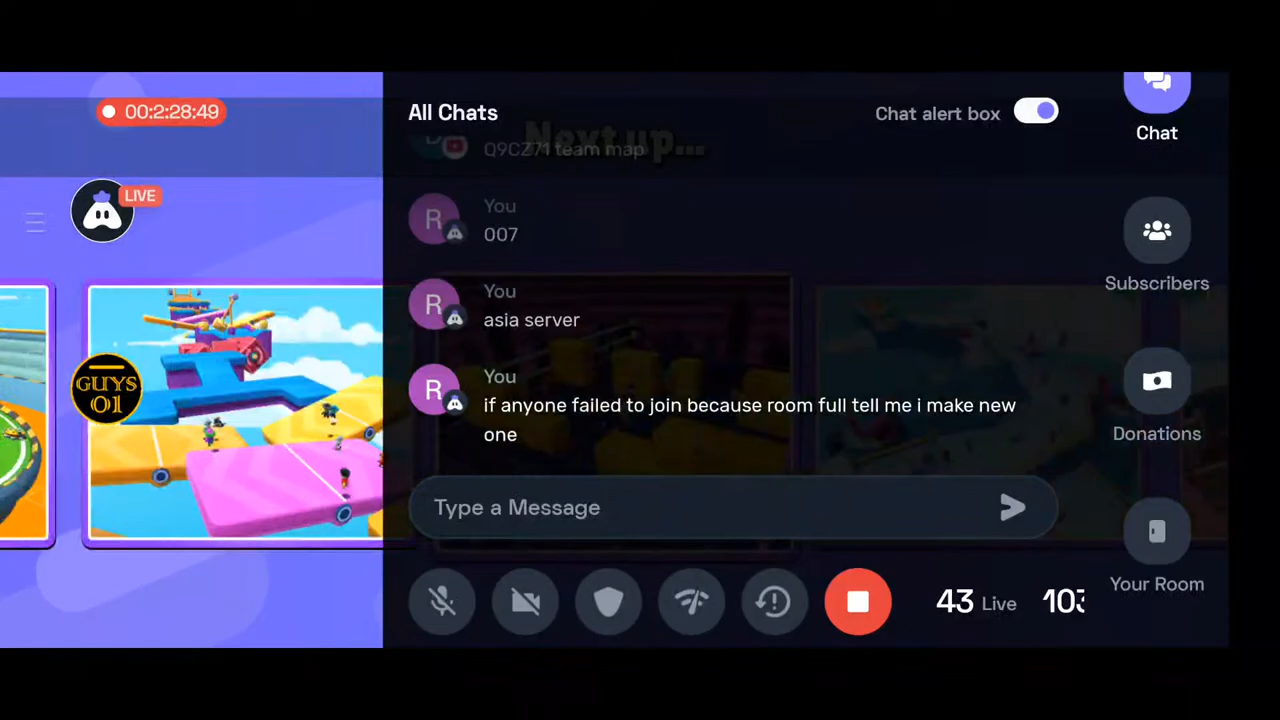 00:2:28:49
All Chats
Chat alert box
Chat
Next up...
Q9CZ71 team map
LIVE
You
R
007
Subscribers
You
R
asia server
GUYS
01
You
R
if anyone failed to join because room full tell me i make new
one
Donations
Type a Message
Your Room
43 Live